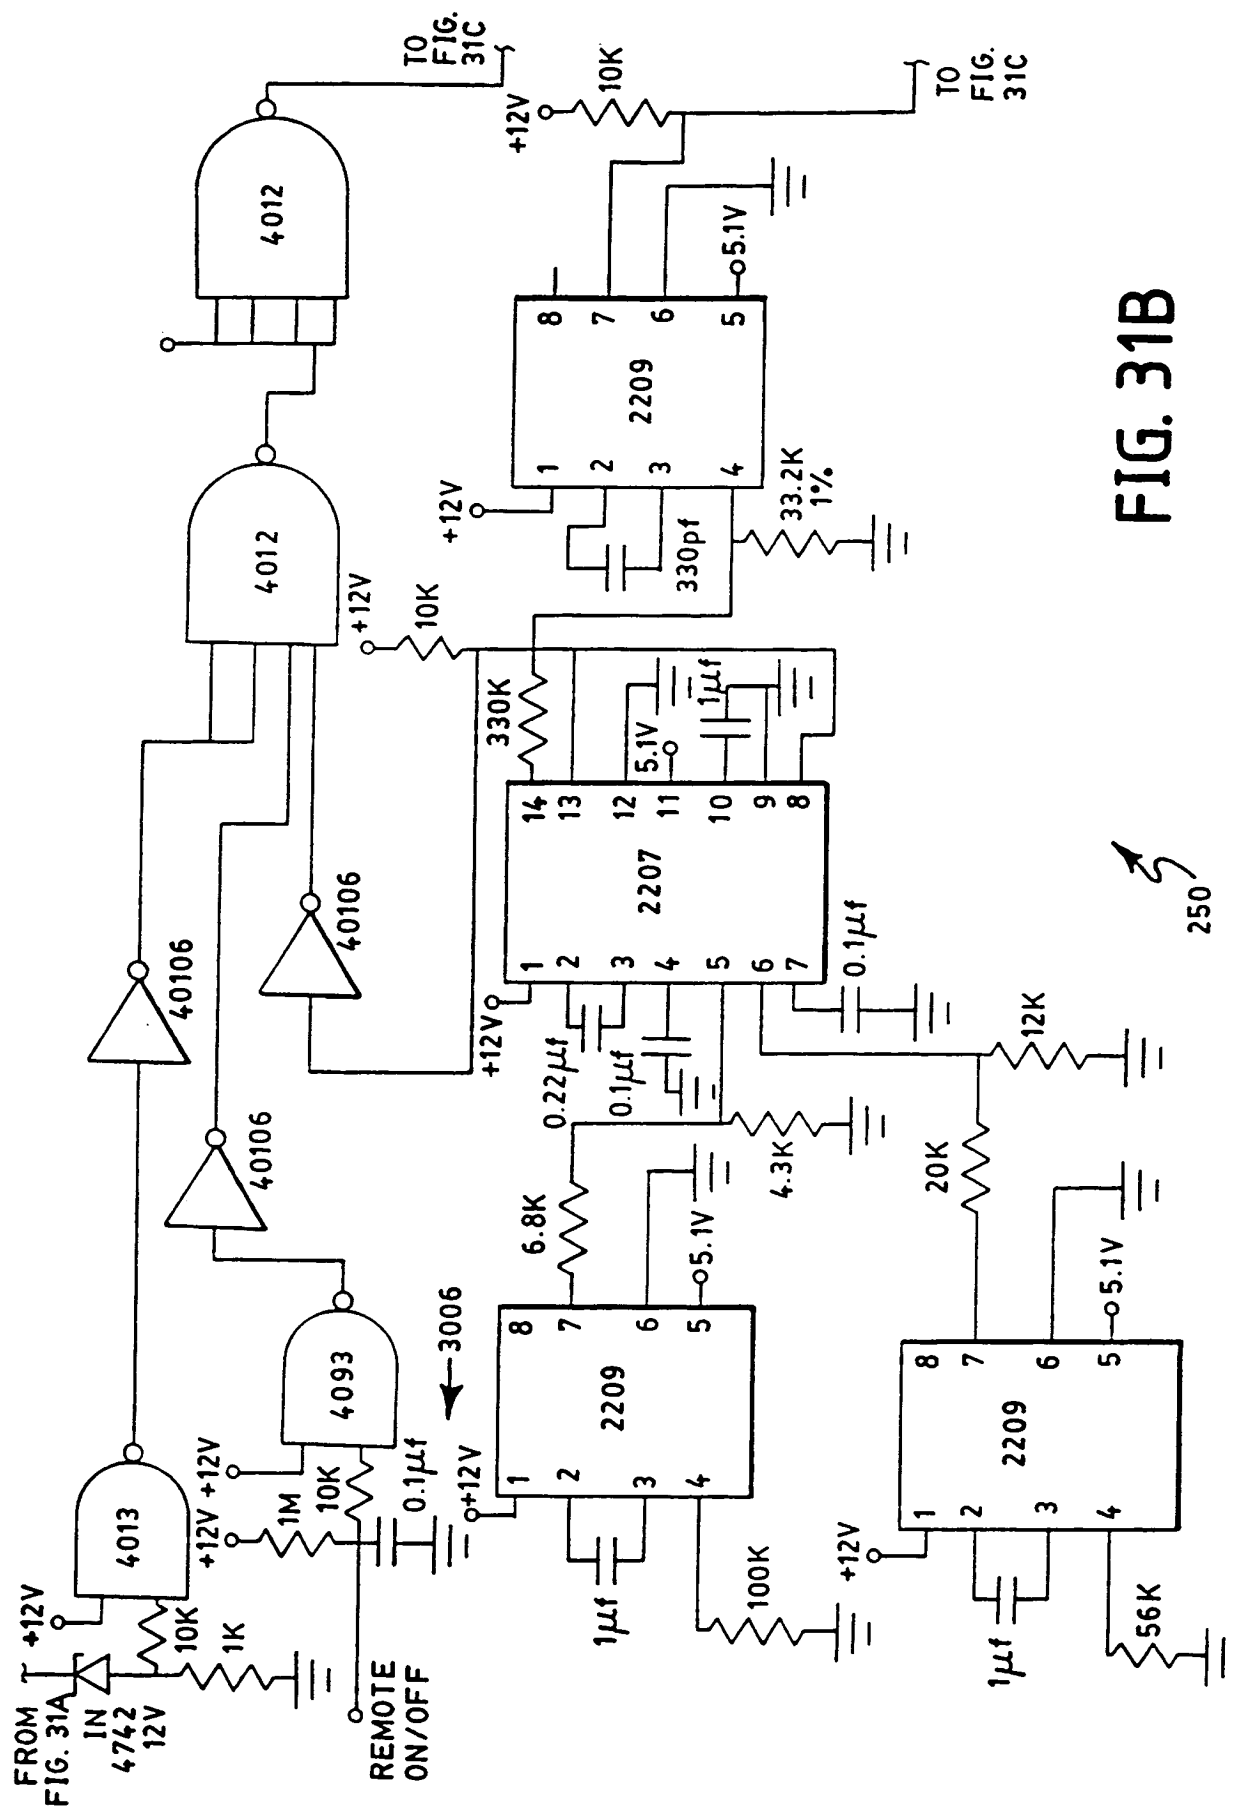 FROM
FIG. 31A
IN
4742
12V
+12V
10K
1K
4013
40106
REMOTE
ON/OFF
+12V
1M
+12V
10K
0.1µf
4093
40106
40106
4012
4012
TO
FIG.
31C
3006
+12V
1
2
3
4
2209
8
7
6
5
1µf
100K
5.1V
6.8K
4.3K
+12V
0.22µf
0.1µf
1
2
3
4
5
6
7
2207
14
13
12
11
10
9
8
0.1µf
330K
+12V
10K
5.1V
1µf
+12V
1
2
3
4
2209
8
7
6
5
330pf
33.2K
1%
5.1V
+12V
10K
TO
FIG.
31C
+12V
1
2
3
4
2209
8
7
6
5
1µf
56K
5.1V
20K
12K
250
FIG. 31B